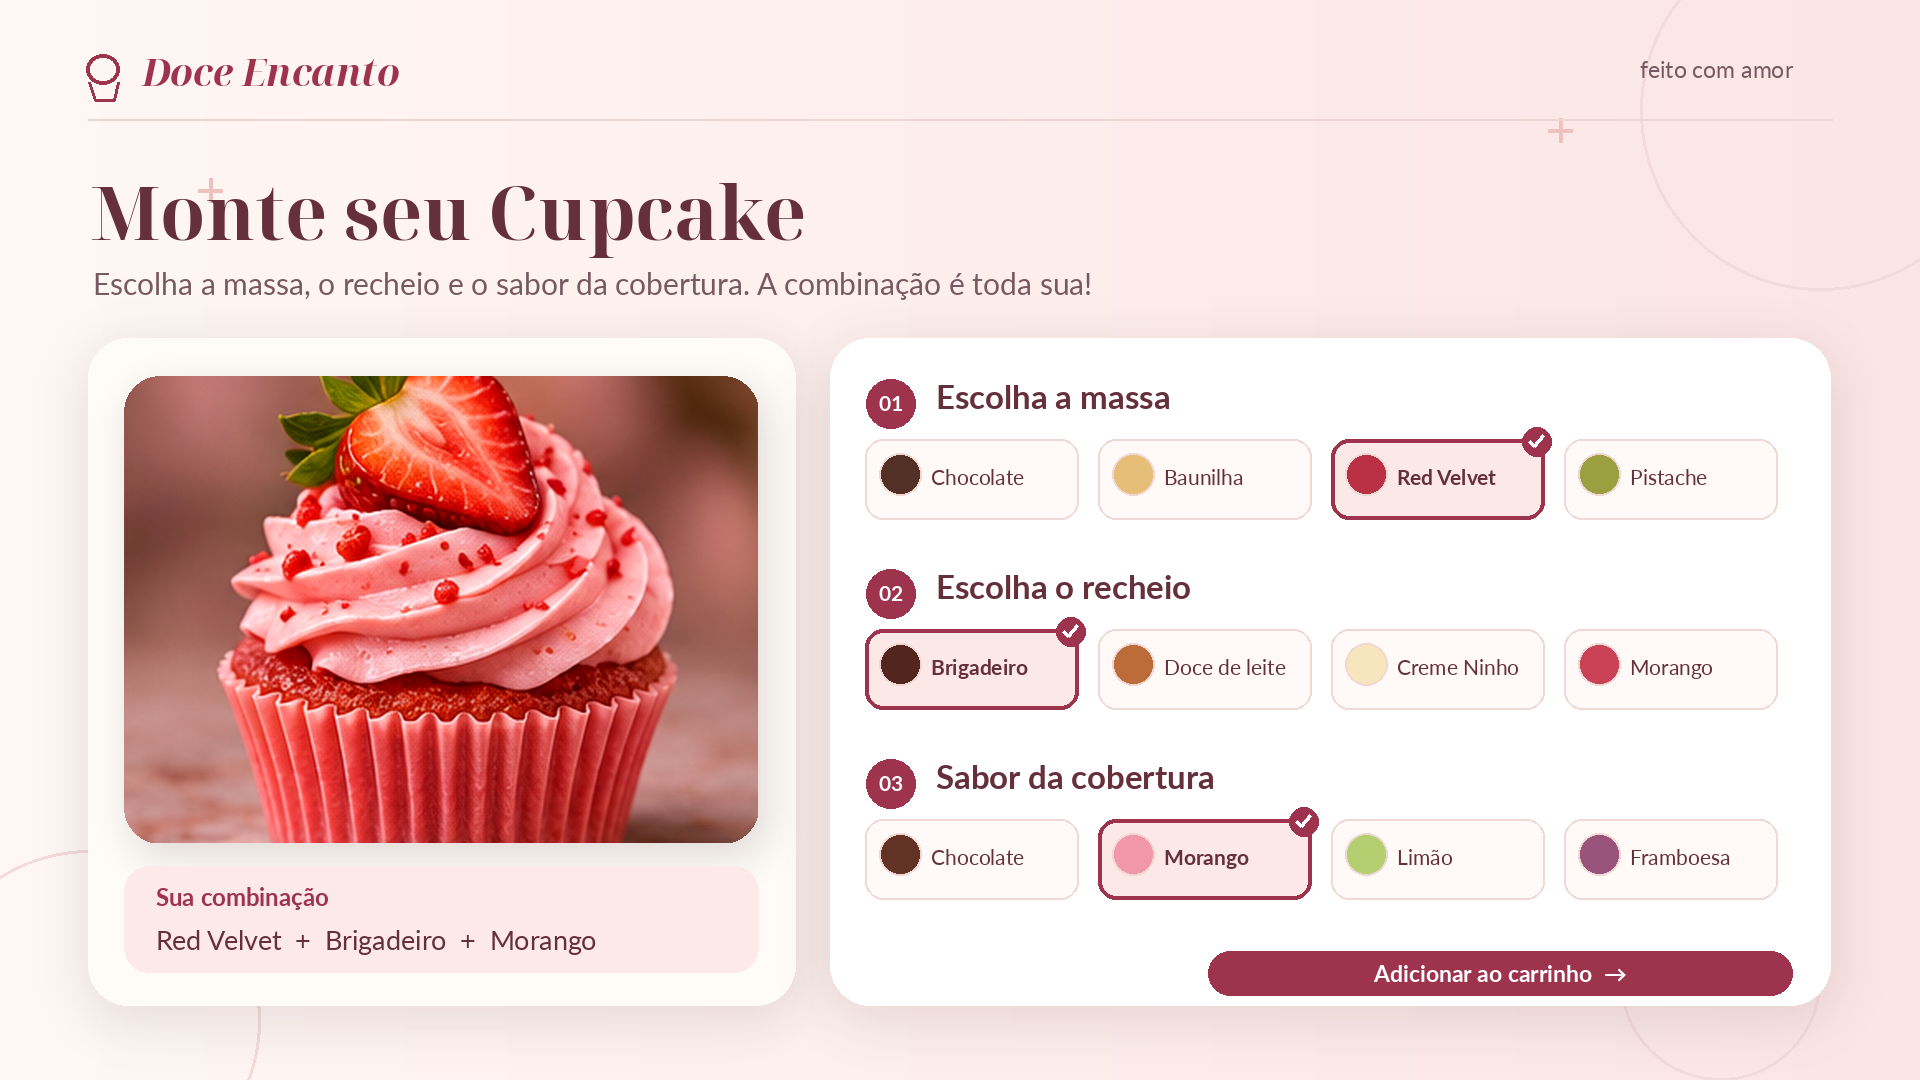 Doce Encanto
feito com amor
Monte seu Cupcake
Escolha a massa, o recheio e o sabor da cobertura. A combinação é toda sua!
Sua combinação
Red Velvet + Brigadeiro + Morango
01 Escolha a massa
Chocolate Baunilha Red Velvet Pistache
02 Escolha o recheio
Brigadeiro Doce de leite Creme Ninho Morango
03 Sabor da cobertura
Chocolate Morango Limão Framboesa
Adicionar ao carrinho →